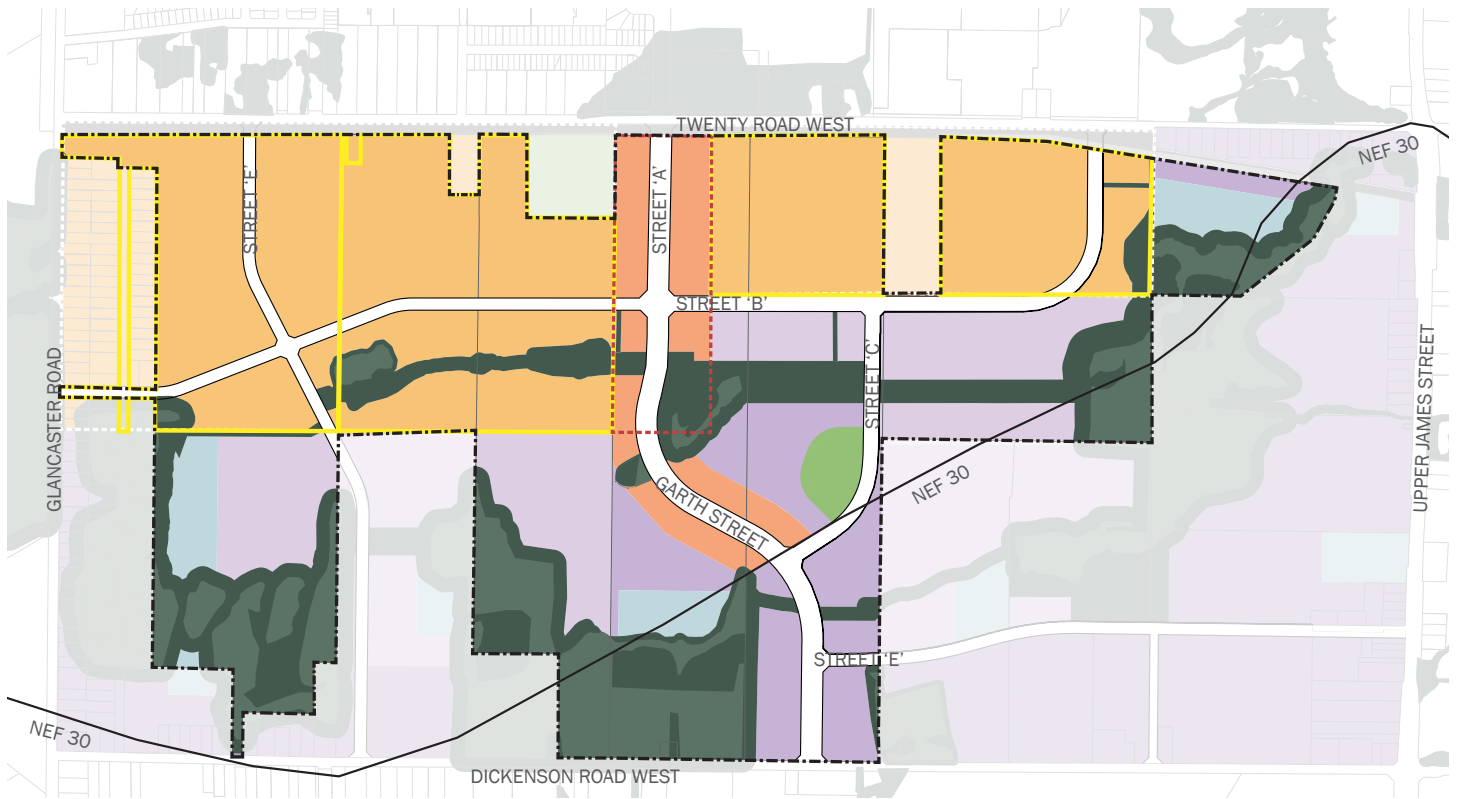 TWENTY ROAD WEST
NEF 30
STREET 'E'
STREET 'A'
STREET 'B'
STREET 'C'
GLANCASTER ROAD
UPPER JAMES STREET
NEF 30
GARTH STREET
STREET 'E'
NEF 30
DICKENSON ROAD WEST